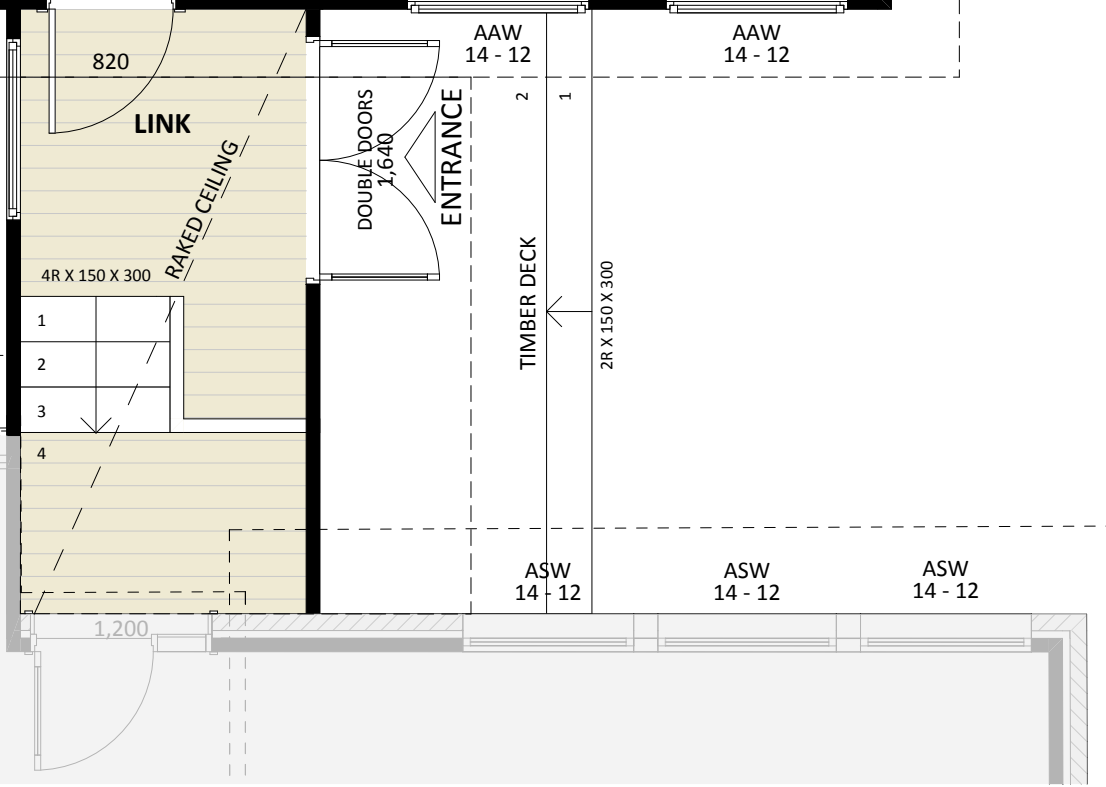 AAW
14 - 12
AAW
14 - 12
820
LINK
RAKED CEILING
DOUBLE DOORS
1,640
ENTRANCE
2
1
4R X 150 X 300
1
2
3
4
TIMBER DECK
2R X 150 X 300
ASW
14 - 12
ASW
14 - 12
ASW
14 - 12
1,200